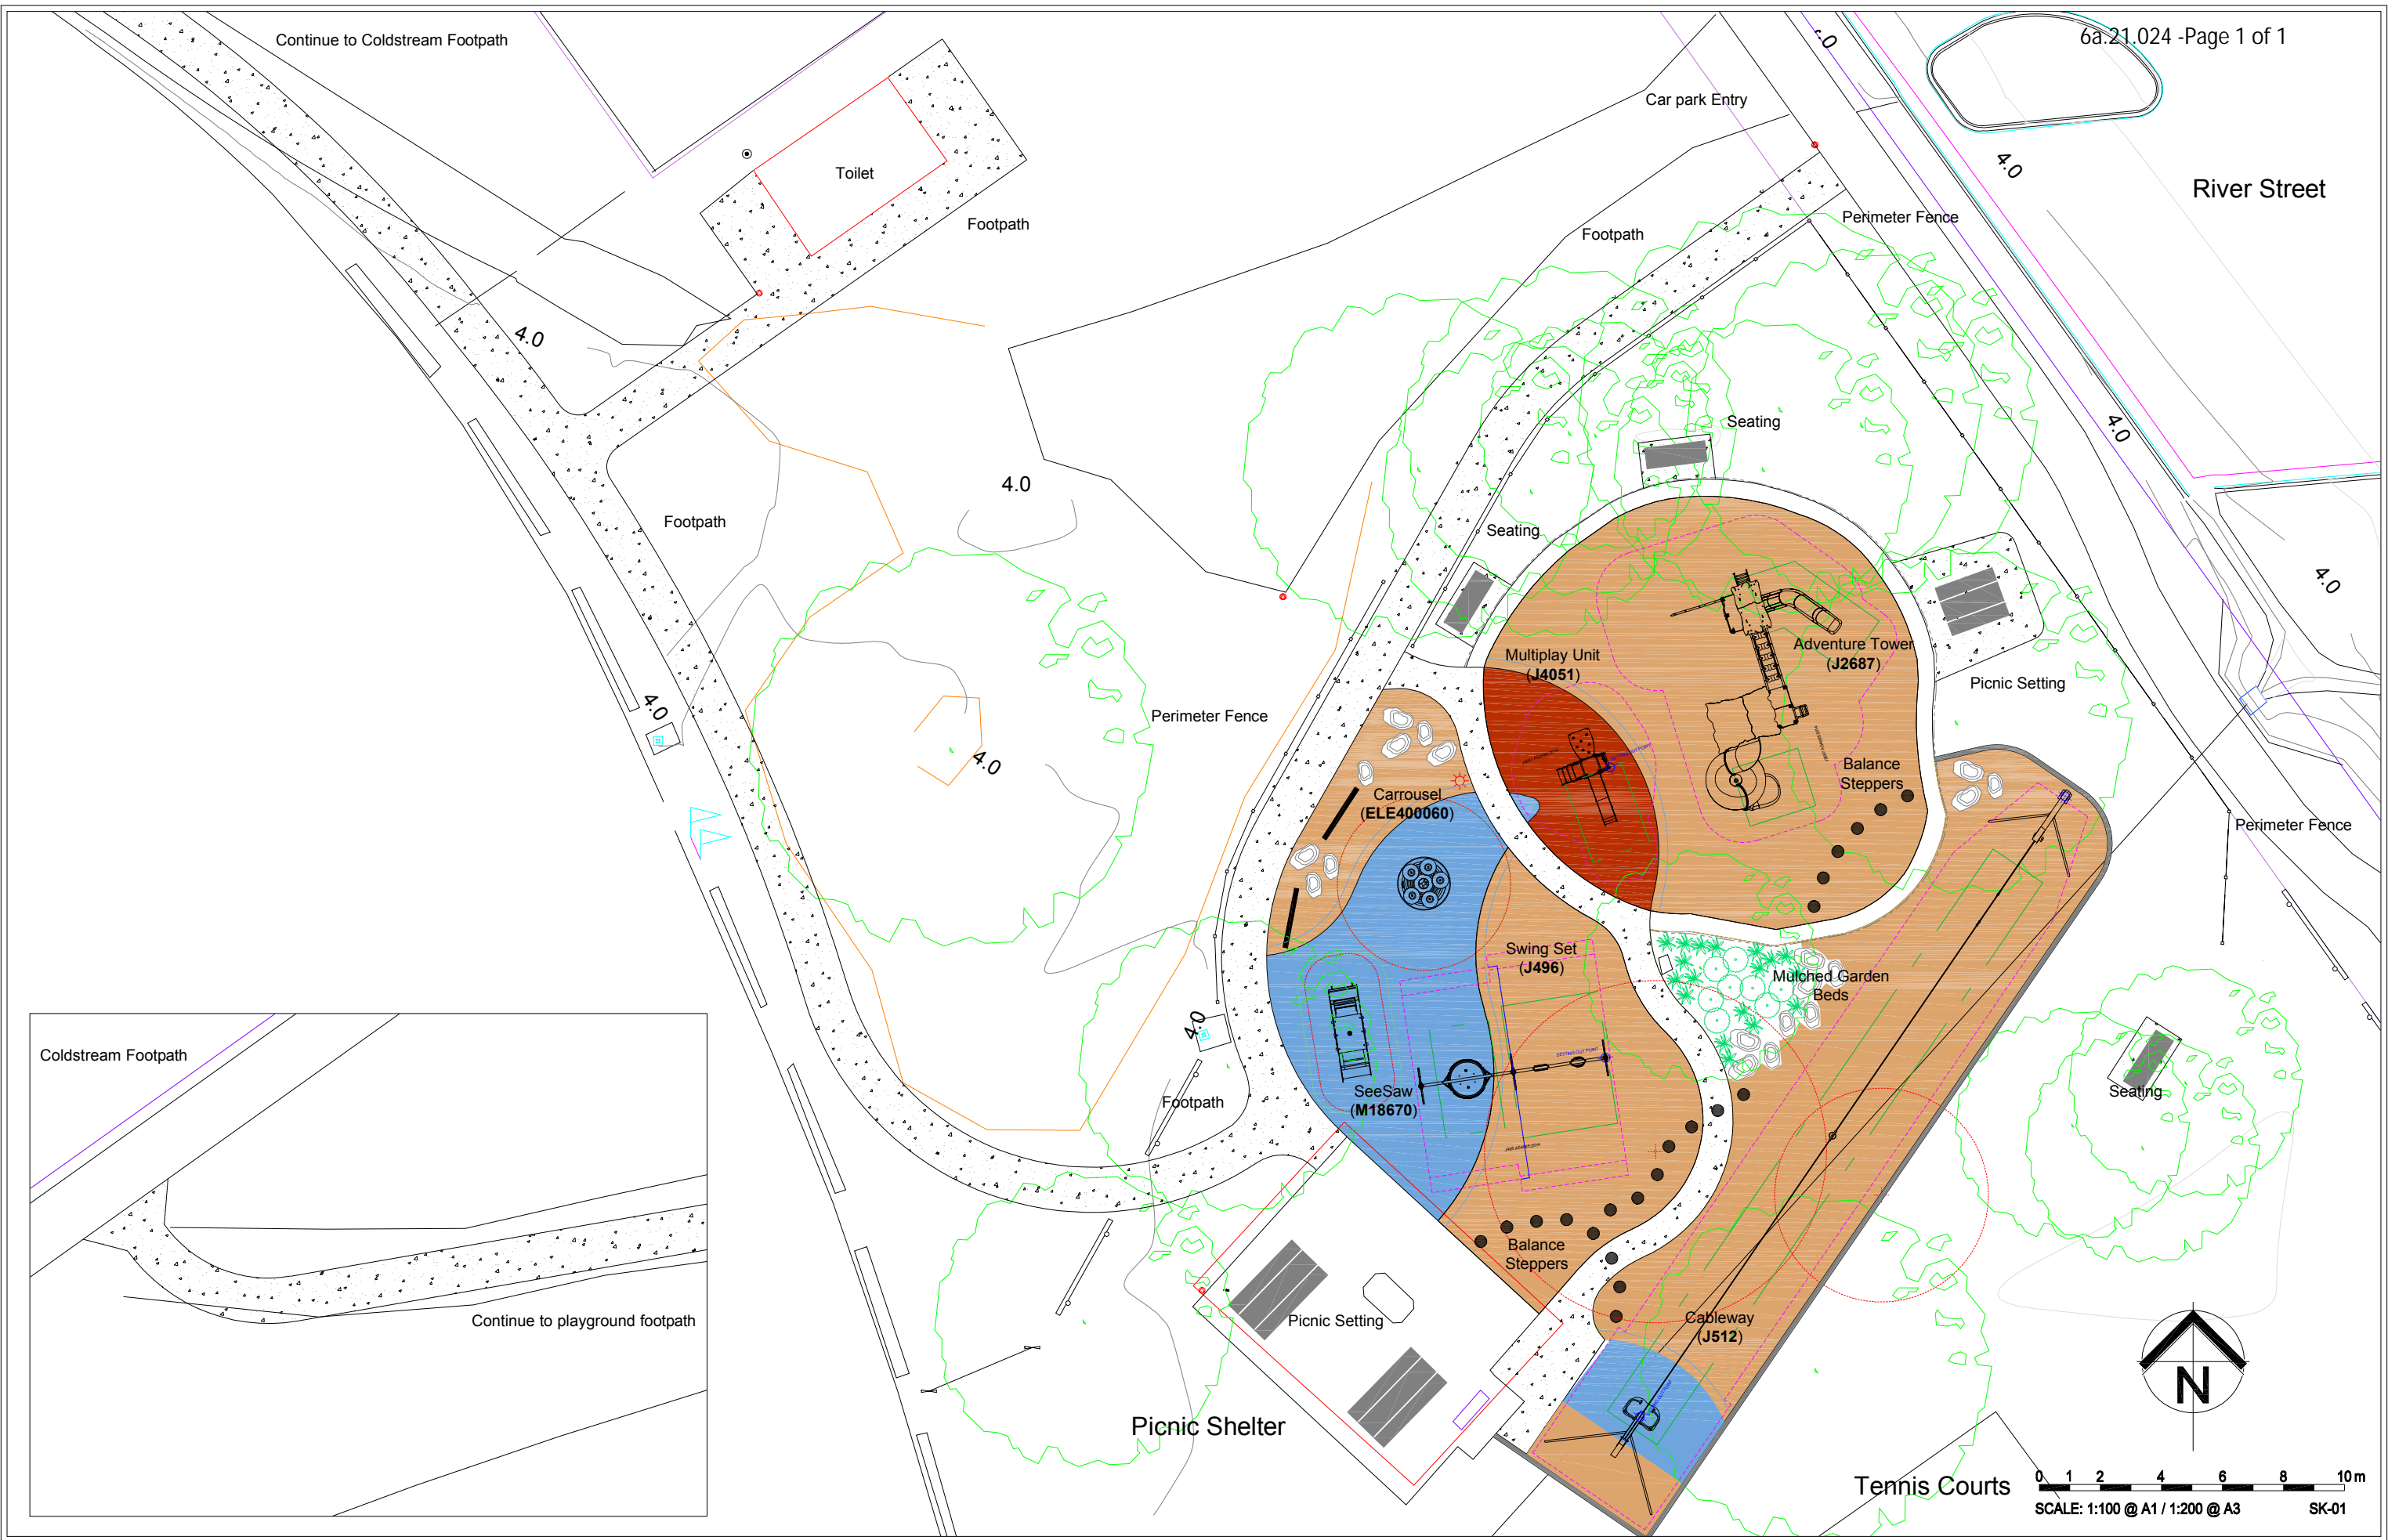 6a.21.024 -Page 1 of 1
Continue to Coldstream Footpath
Car park Entry
River Street
Toilet
Footpath
Footpath
Perimeter Fence
4.0
4.0
4.0
4.0
4.0
Seating
Footpath
Seating
Multiplay Unit
(J4051)
Adventure Tower
(J2687)
Picnic Setting
4.0
Perimeter Fence
4.0
Balance
Steppers
Carrousel
(ELE400060)
Perimeter Fence
Swing Set
(J496)
Mulched Garden
Beds
4.0
SETTING OUT POINT
SeeSaw
(M18670)
Footpath
Seating
Balance
Steppers
Picnic Setting
Cableway
(J512)
Coldstream Footpath
Continue to playground footpath
Picnic Shelter
N
Tennis Courts
0 1 2 4 6 8 10 m
SCALE: 1:100 @ A1 / 1:200 @ A3
SK-01